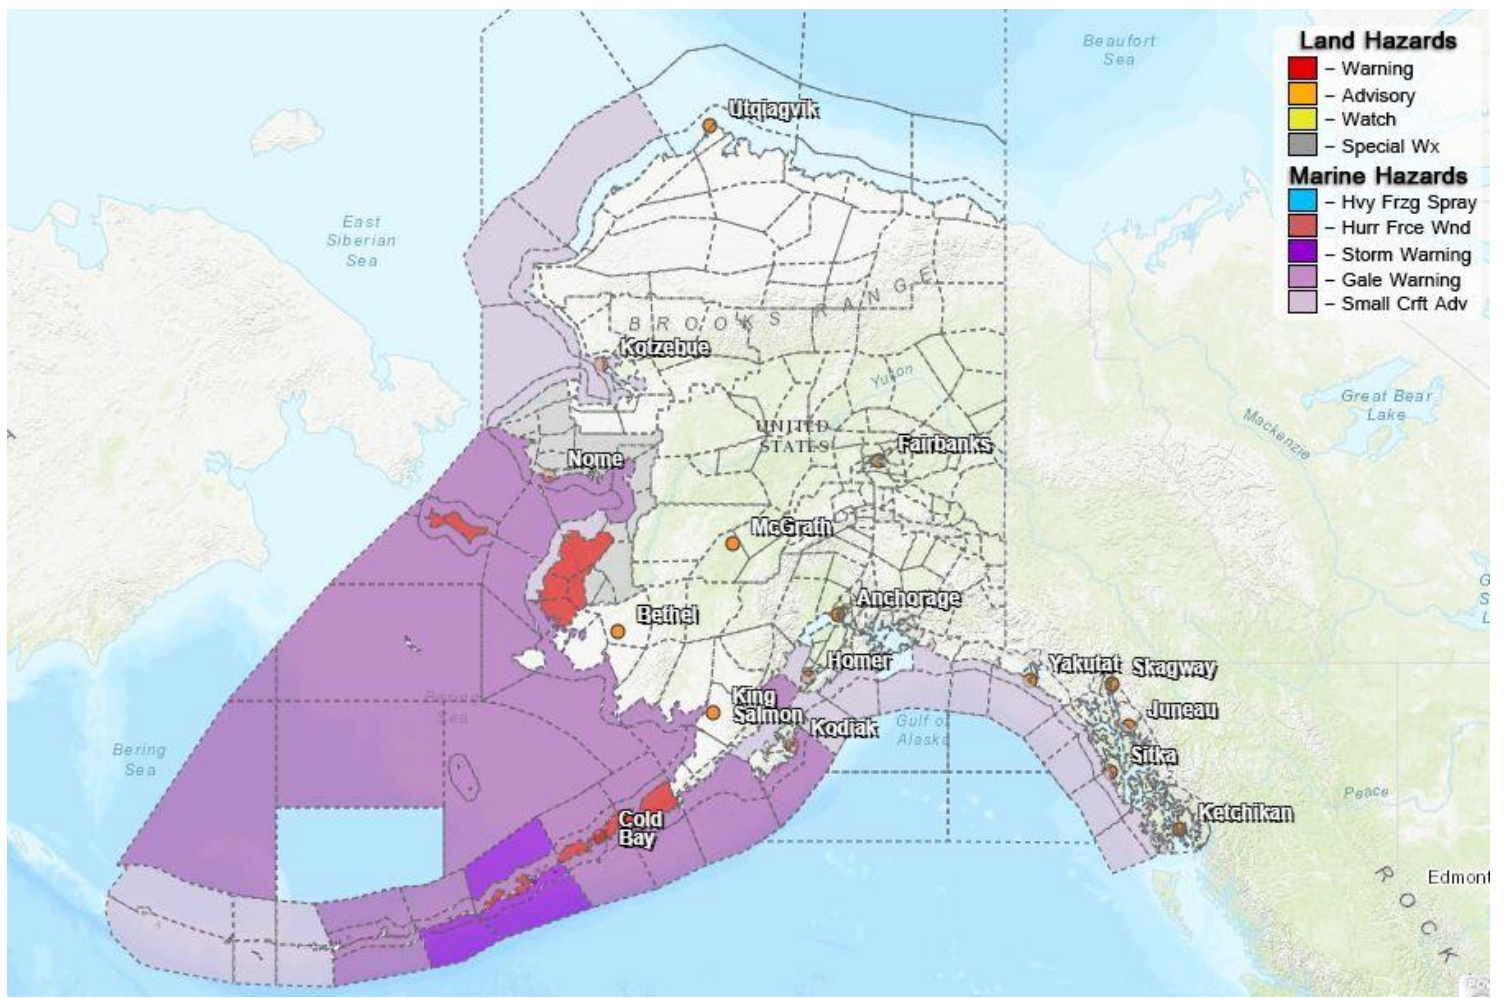 Beaufort
Sea
Land Hazards
– Warning
– Advisory
– Watch
– Special Wx
Marine Hazards
– Hvy Frzg Spray
– Hurr Frce Wnd
– Storm Warning
– Gale Warning
– Small Crft Adv
Utqiagvik
East
Siberian
Sea
BROOKS RANGE
Kotzebue
Yukon
Great Bear
Lake
Mackenzie
UNITED
STATES
Fairbanks
Nome
McGrath
Anchorage
Bethel
Homer
Yakutat
Skagway
King
Salmon
Bering
Sea
Juneau
Kodiak
Gulf of
Alaska
Bering
Sea
Sitka
Peace
Cold
Bay
Ketchikan
Edmont
ROCK